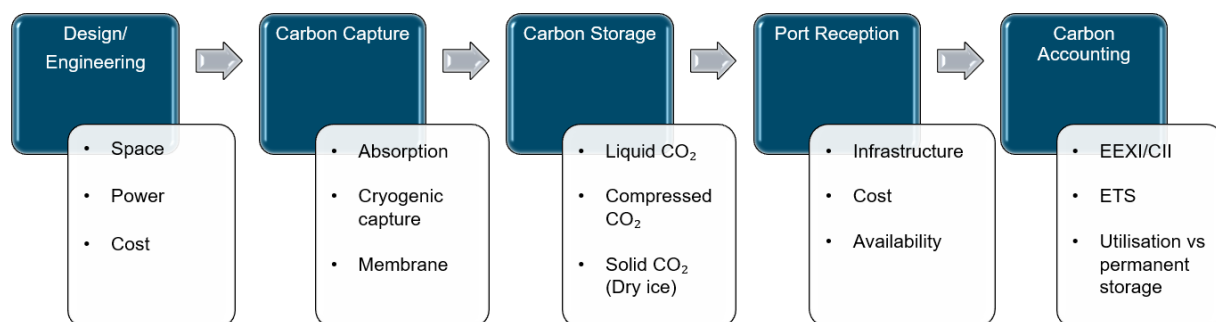 Design/
Engineering
• Space
• Power
• Cost
Carbon Capture
• Absorption
• Cryogenic
capture
• Membrane
Carbon Storage
• Liquid CO₂
• Compressed
CO₂
• Solid CO₂
(Dry ice)
Port Reception
• Infrastructure
• Cost
• Availability
Carbon
Accounting
• EEXI/CII
• ETS
• Utilisation vs
permanent
storage